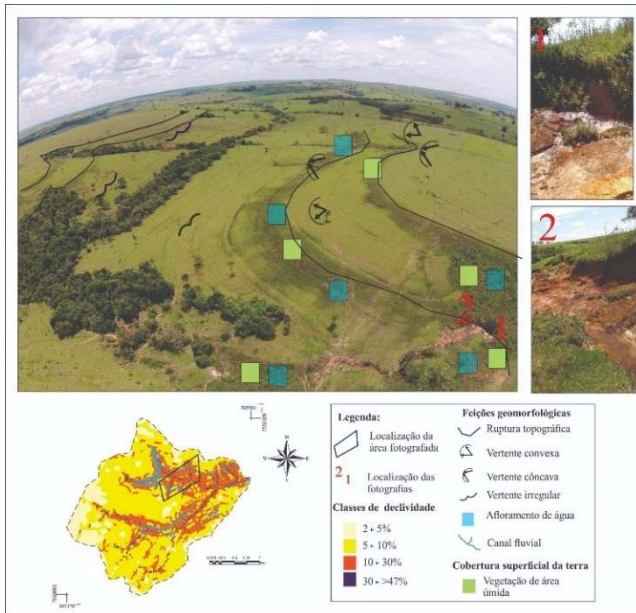 1
2
2
1
N
S
Legenda:
Localização da
área fotografada
2 1
Localização das
fotografias
Classes de declividade
2 ▸ 5%
5 ▸ 10%
10 ▸ 30%
30 ▸ >47%
Feições geomorfológicas
Ruptura topográfica
Vertente convexa
Vertente côncava
Vertente irregular
Afloramento de água
Canal fluvial
Cobertura superficial da terra
Vegetação de área
úmida